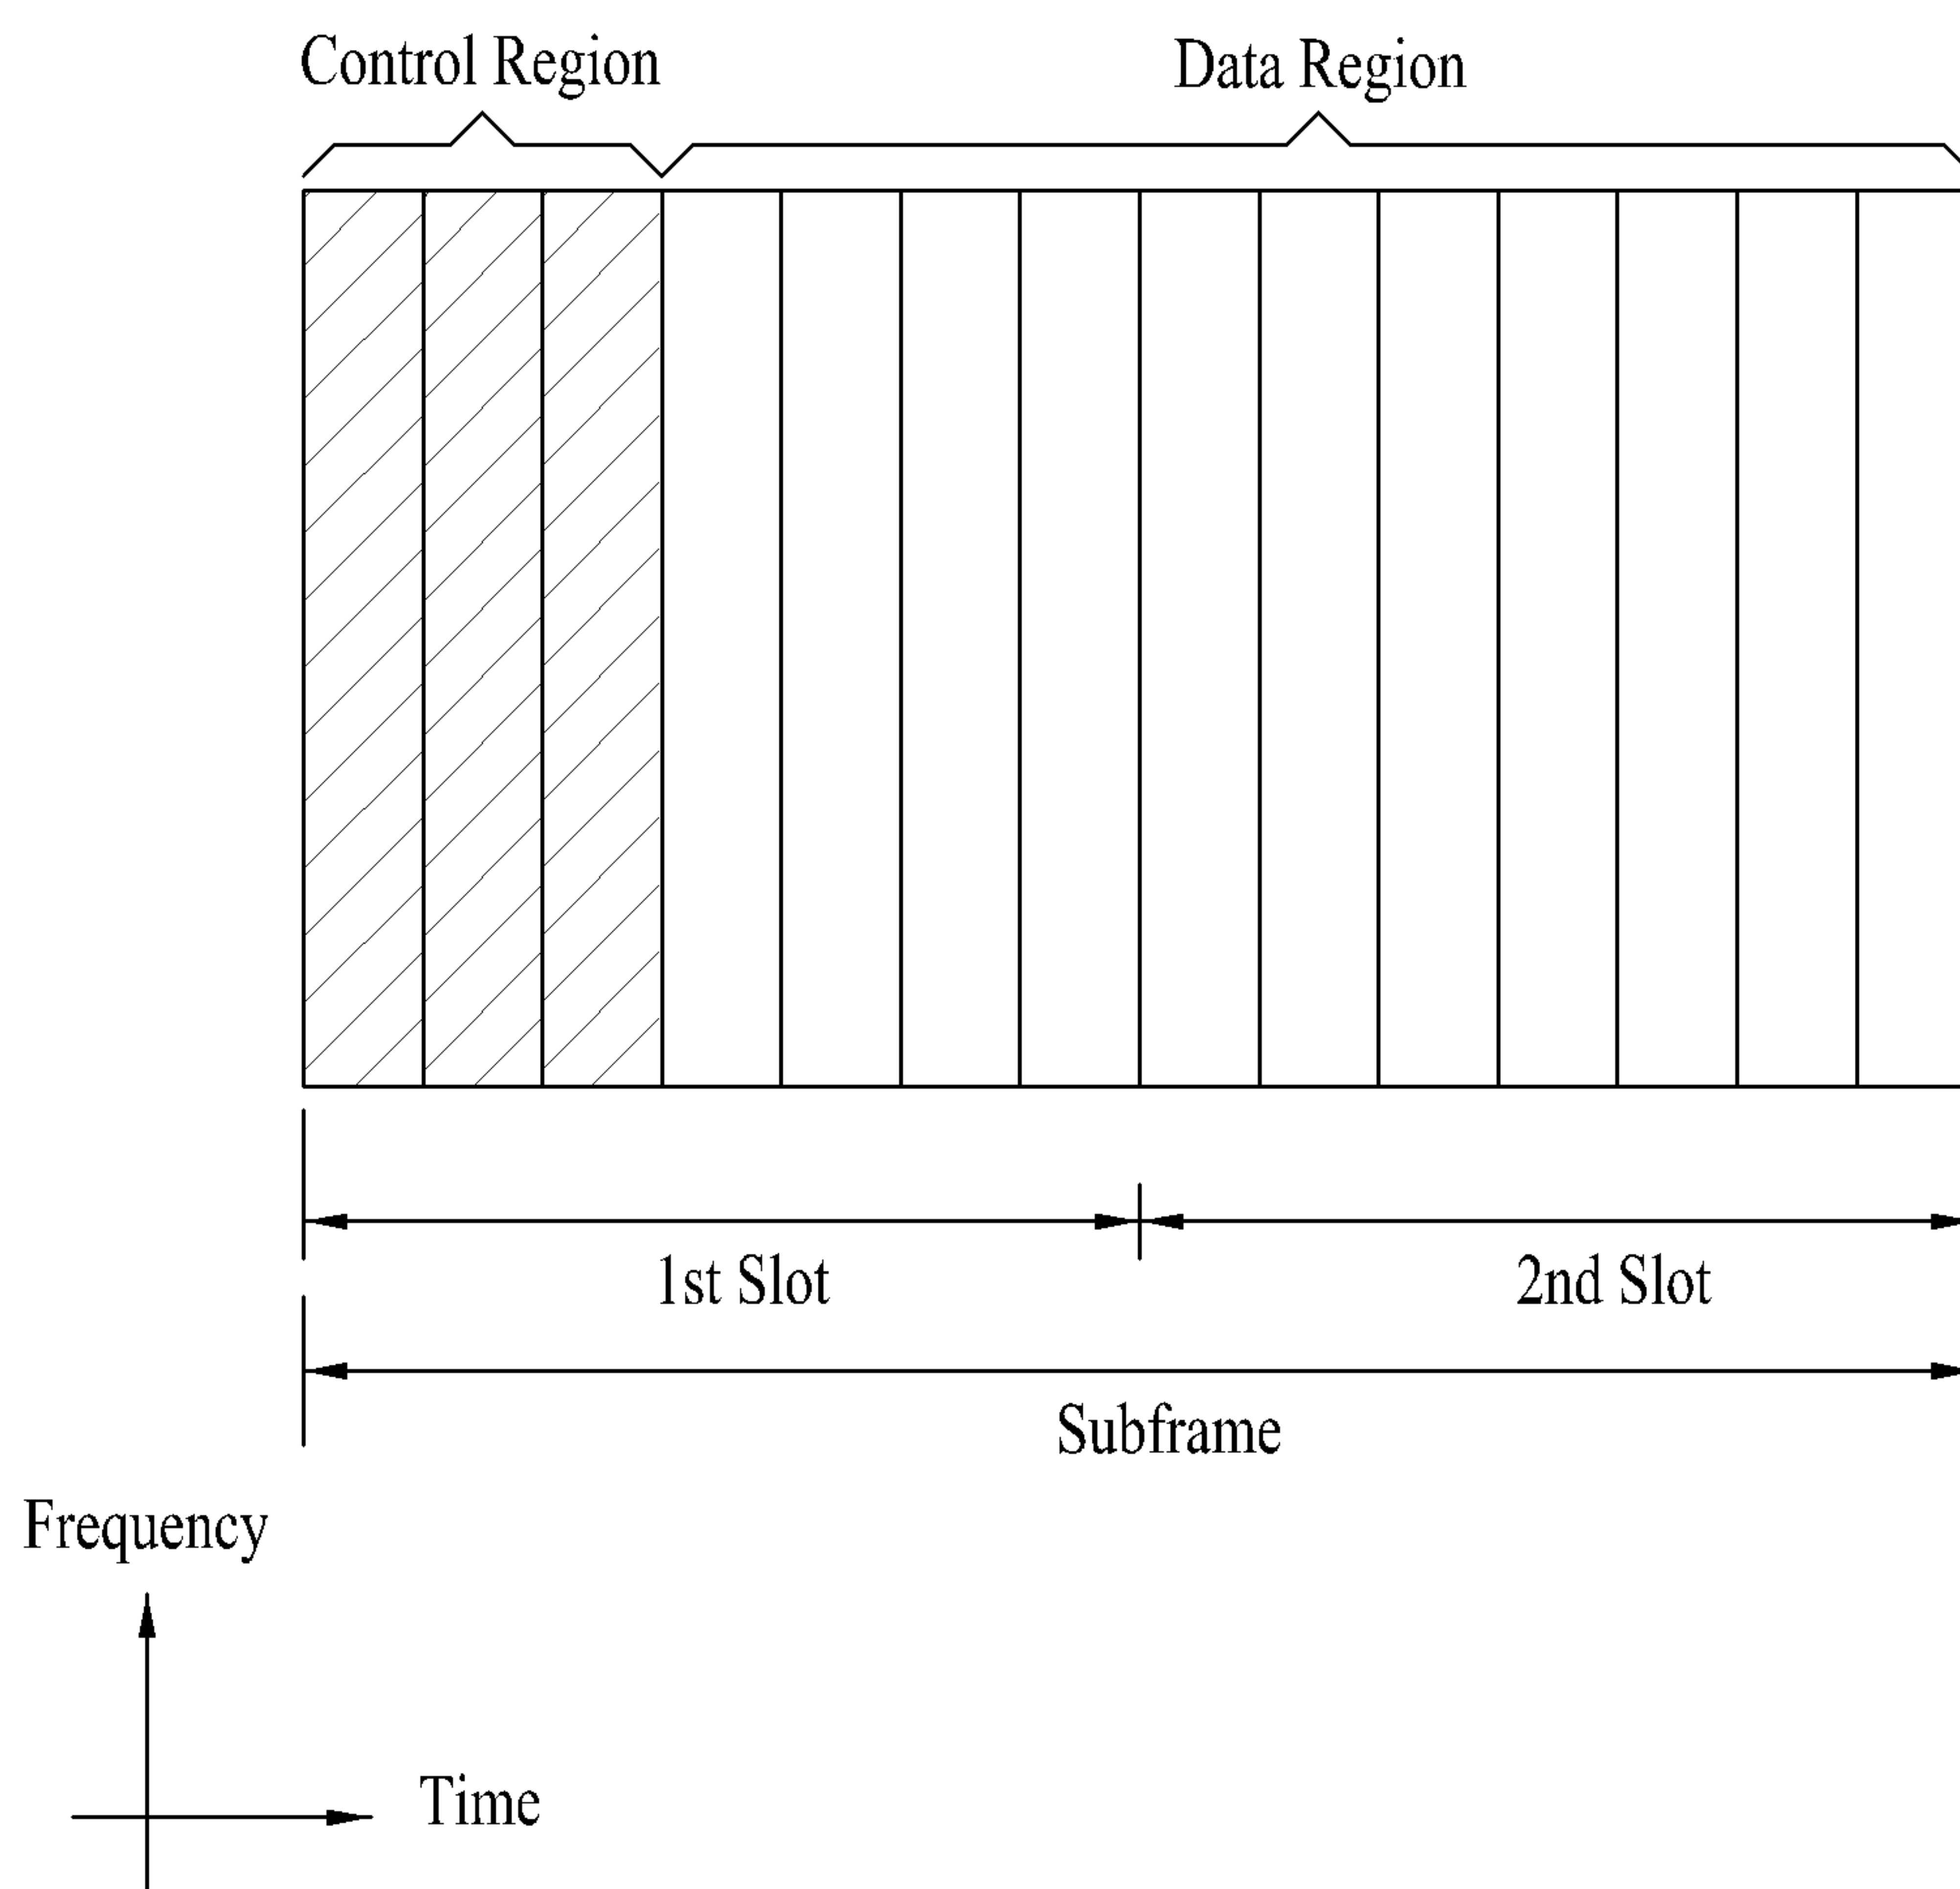 Control Region
Data Region
1st Slot
2nd Slot
Subframe
Frequency
Time